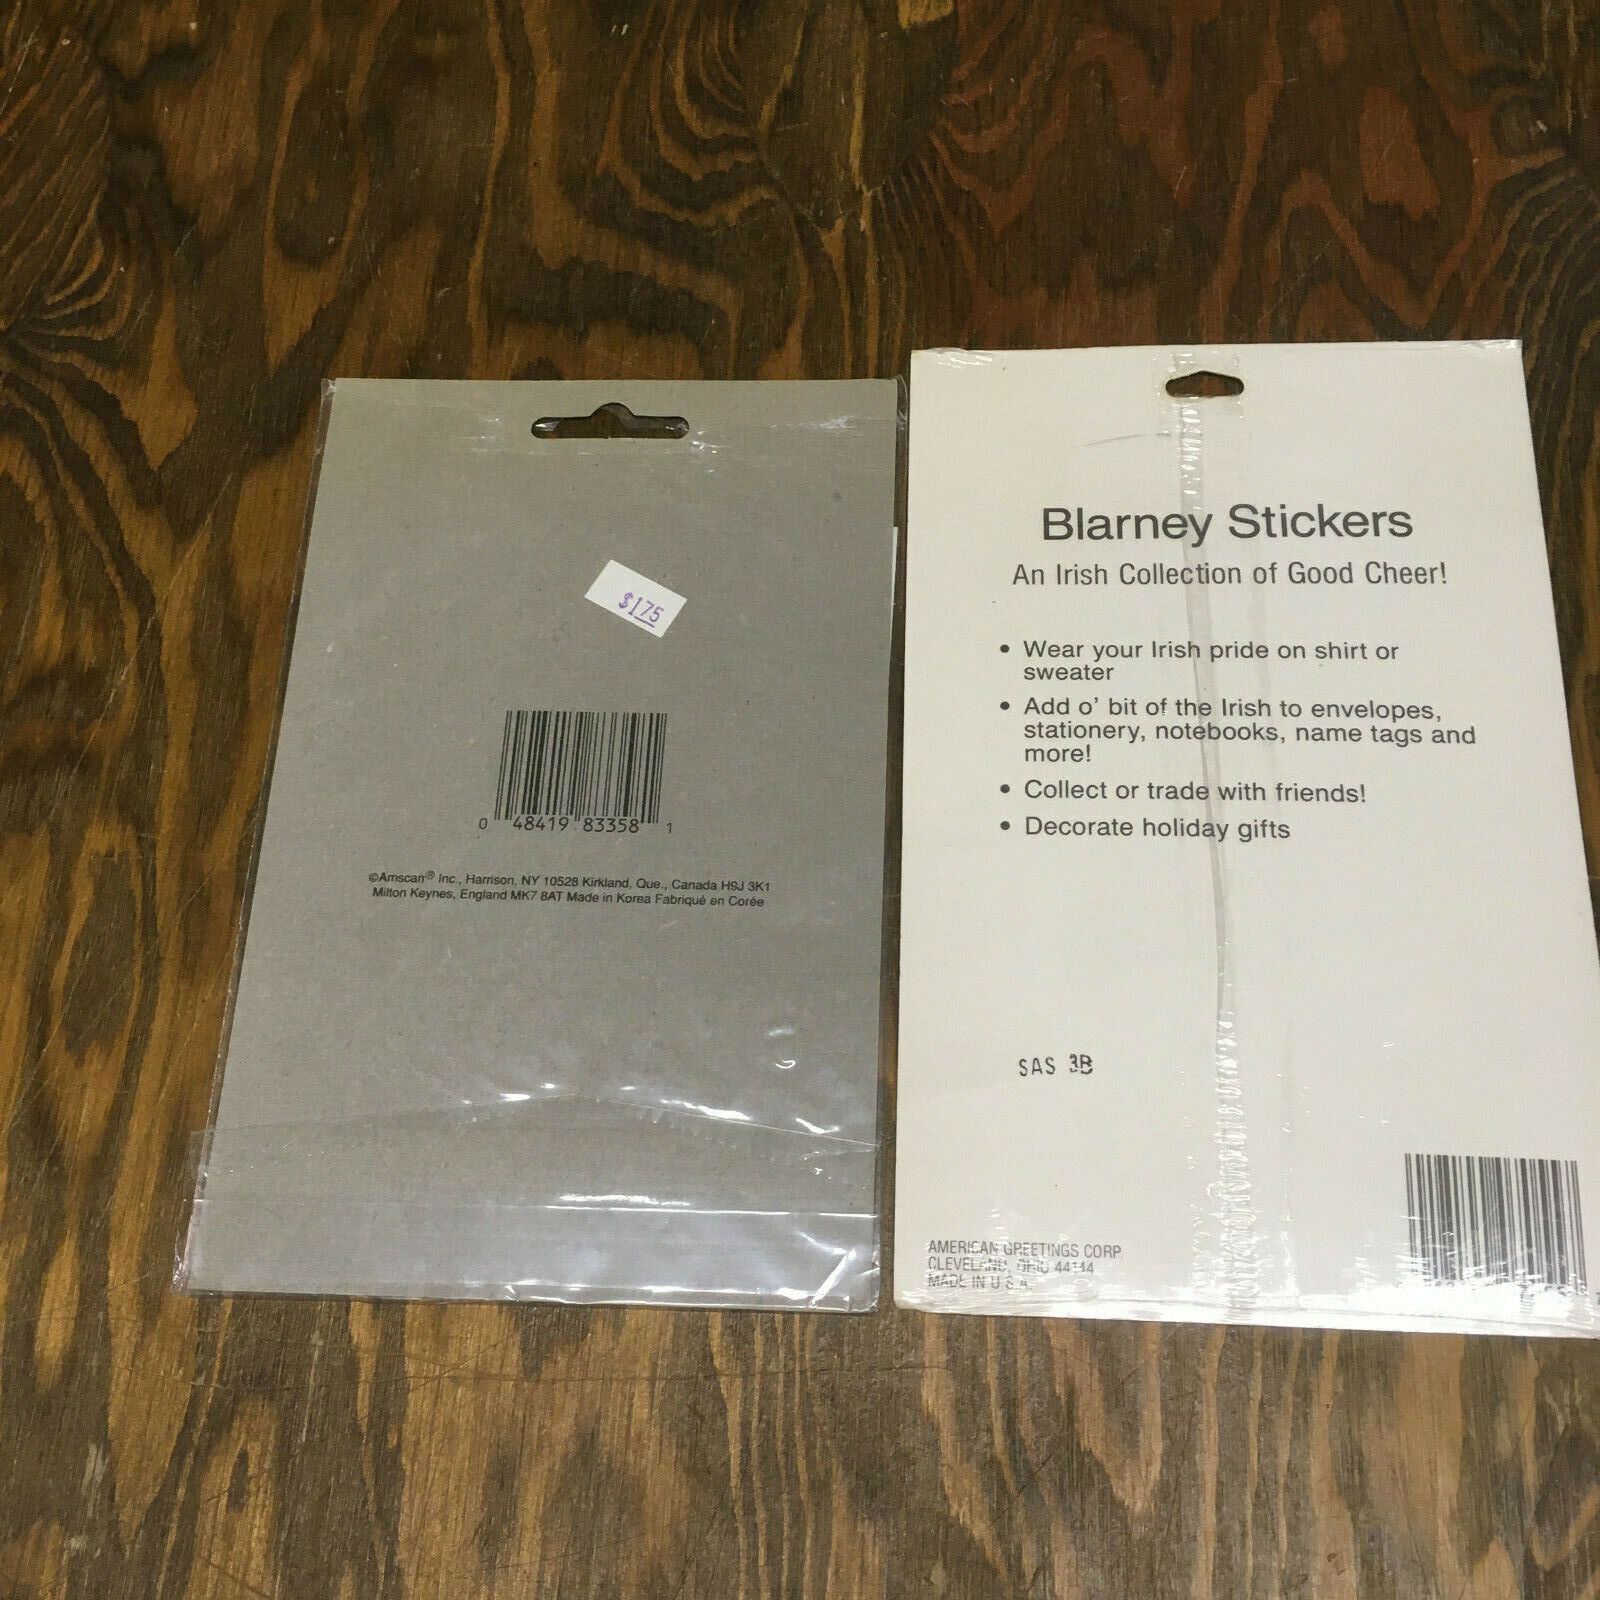 $1.75
0 48419 83358 1
©Amscan® Inc., Harrison, NY 10528 Kirkland, Que., Canada H9J 3K1
Milton Keynes, England MK7 8AT Made in Korea Fabriqué en Corée
Blarney Stickers
An Irish Collection of Good Cheer!
• Wear your Irish pride on shirt or
sweater
• Add o' bit of the Irish to envelopes,
stationery, notebooks, name tags and
more!
• Collect or trade with friends!
• Decorate holiday gifts
SAS 3B
AMERICAN GREETINGS CORP.
CLEVELAND, OHIO 44144
MADE IN U.S.A.